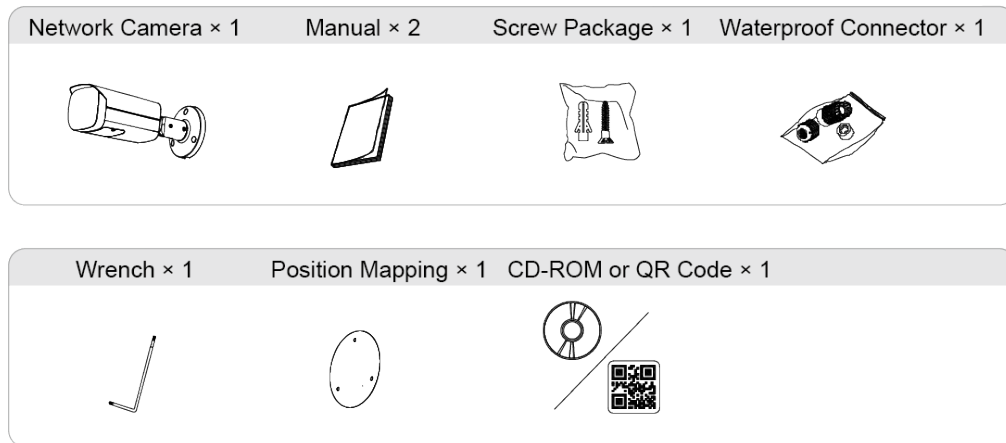 Network Camera × 1
Manual × 2
Screw Package × 1
Waterproof Connector × 1
Wrench × 1
Position Mapping × 1
CD-ROM or QR Code × 1